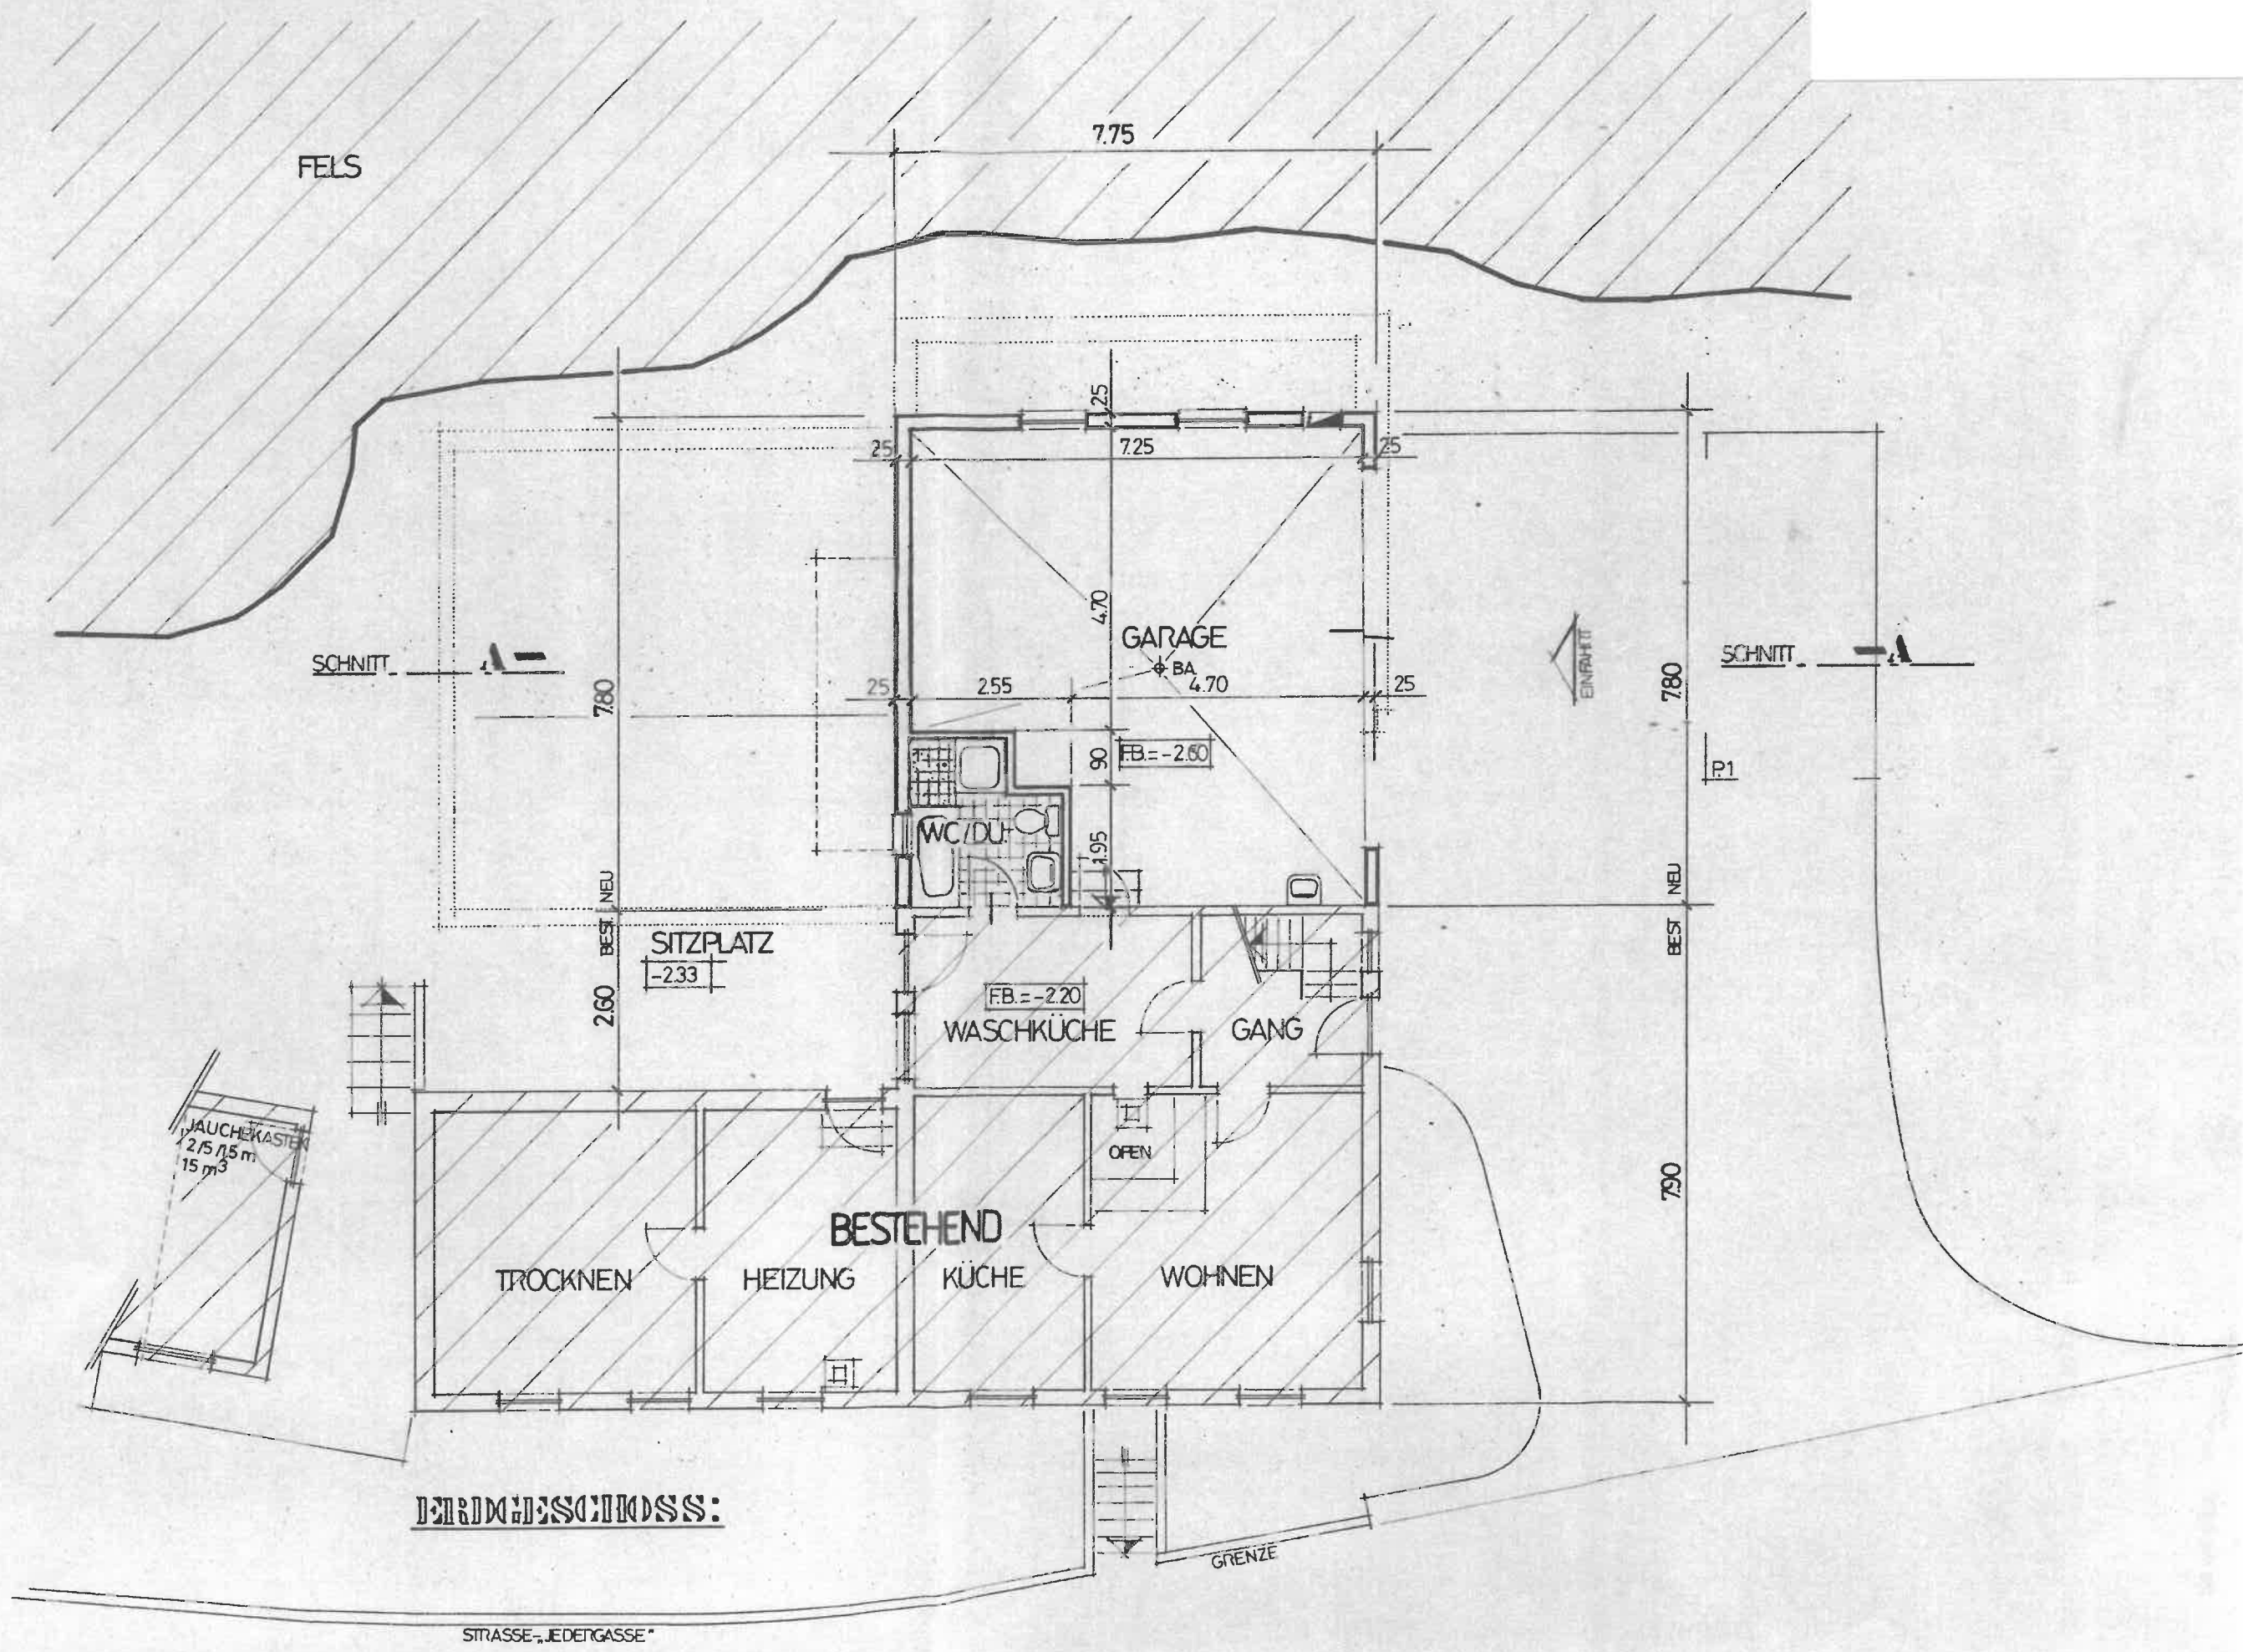 7.75
FELS
25
25
7.25
25
4.70
GARAGE
BA
SCHNITT
A
SCHNITT
A
EINFAHRT
25
2.55
4.70
25
7.80
7.80
90
F.B.=-2.60
P.1
WC/DU.
1.95
NEU
BEST.
NEU
BEST
SITZPLATZ
-2.33
2.60
F.B.=-2.20
WASCHKÜCHE
GANG
JAUCHEKASTEN
2/5/1.5 m
15 m³
OFEN
7.90
BESTEHEND
TROCKNEN
HEIZUNG
KÜCHE
WOHNEN
ERDGESCHOSS:
GRENZE
STRASSE-„JEDERGASSE"